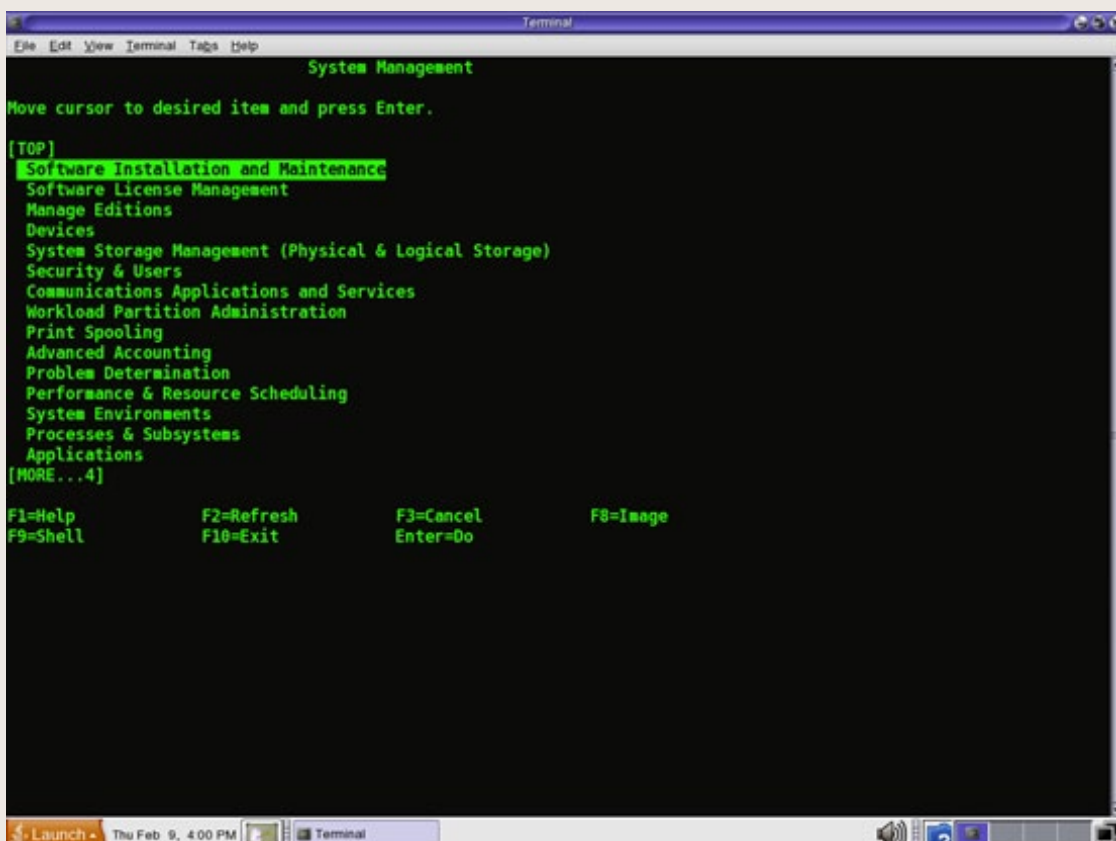 Terminal
File Edit View Terminal Tabs Help
System Management
Move cursor to desired item and press Enter.
[TOP]
Software Installation and Maintenance
Software License Management
Manage Editions
Devices
System Storage Management (Physical & Logical Storage)
Security & Users
Communications Applications and Services
Workload Partition Administration
Print Spooling
Advanced Accounting
Problem Determination
Performance & Resource Scheduling
System Environments
Processes & Subsystems
Applications
[MORE...4]
F1=Help F2=Refresh F3=Cancel F8=Image
F9=Shell F10=Exit Enter=Do
Launch Thu Feb 9, 4:00 PM Terminal